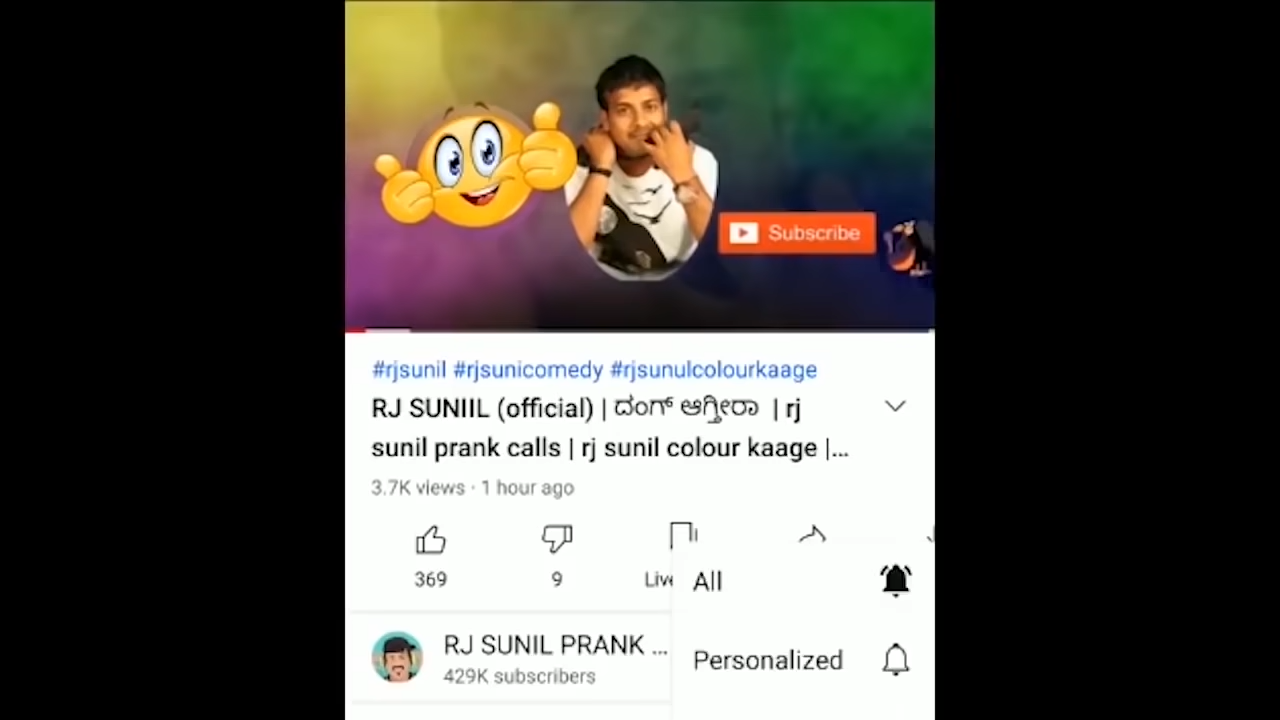 Subscribe
#rjsunil #rjsunicomedy #rjsunulcolourkaage
RJ SUNIIL (official) | ದಂಗ್ ಆಗ್ತೀರಾ | rj
sunil prank calls | rj sunil colour kaage |...
3.7K views · 1 hour ago
369
9
Live
All
RJ SUNIL PRANK ...
429K subscribers
Personalized